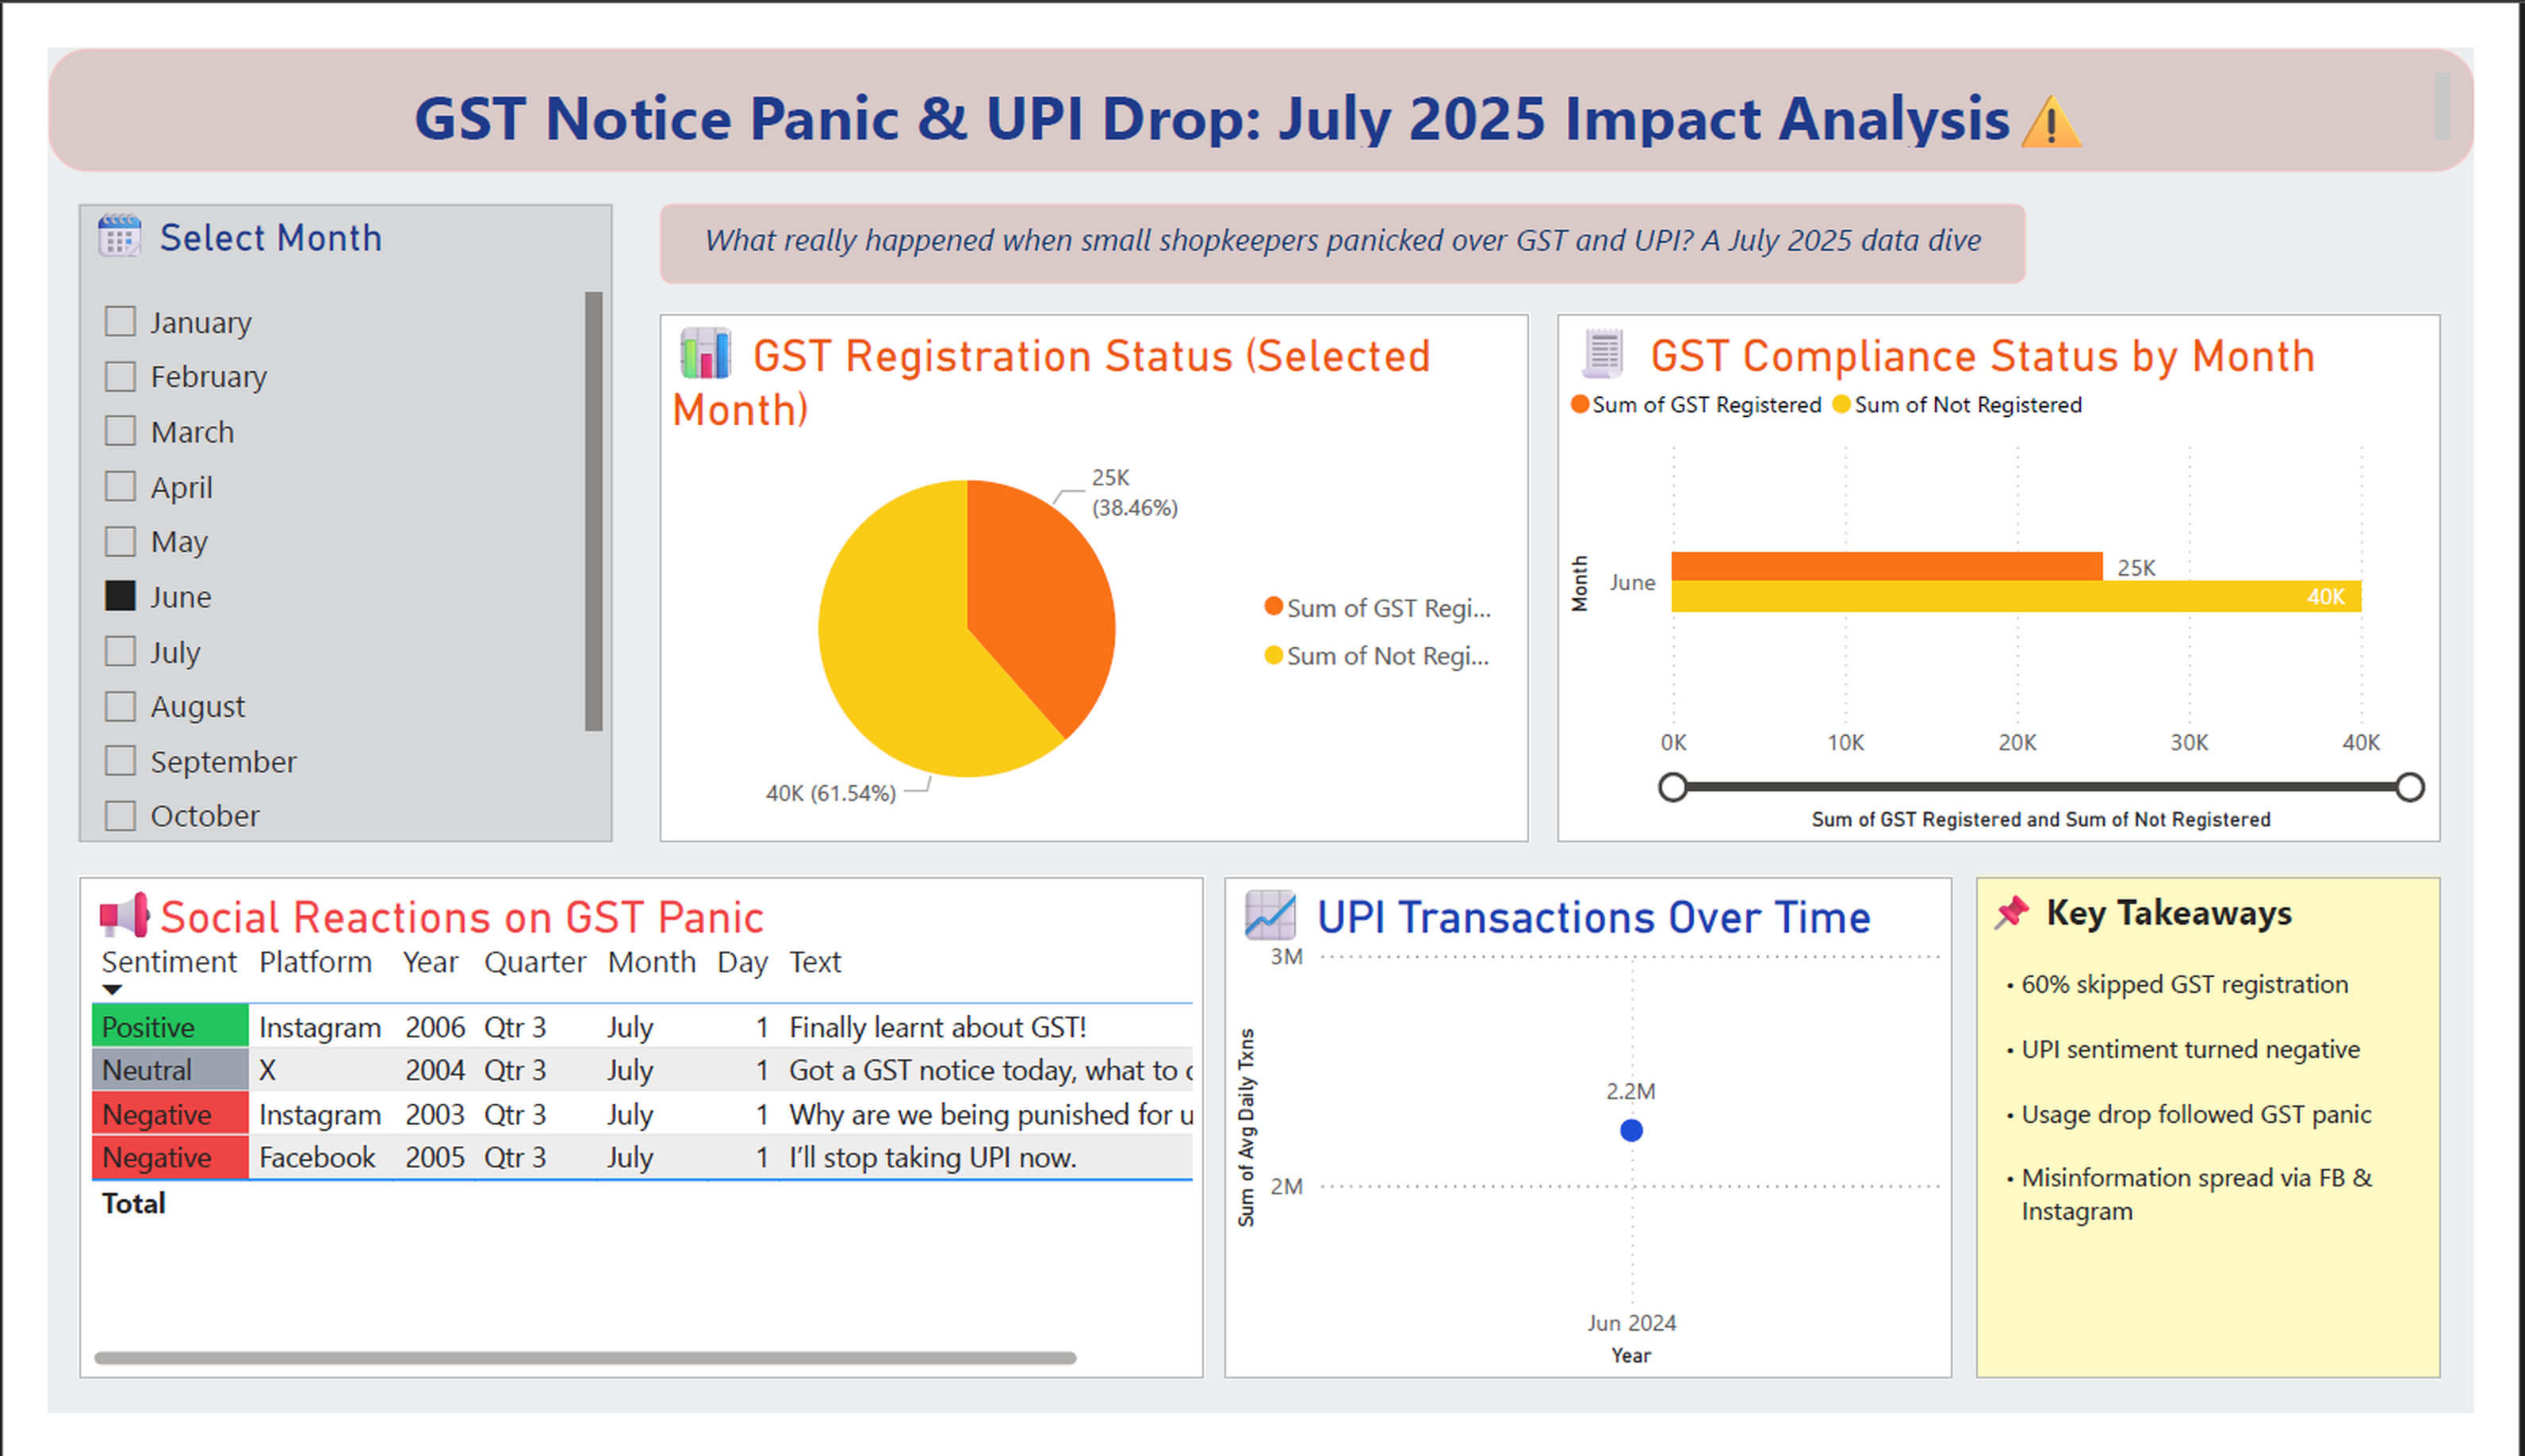 GST Notice Panic & UPI Drop: July 2025 Impact Analysis
Select Month
January
February
March
April
May
June
July
August
September
October
What really happened when small shopkeepers panicked over GST and UPI? A July 2025 data dive
GST Registration Status (Selected
Month)
25K
(38.46%)
40K (61.54%)
Sum of GST Regi...
Sum of Not Regi...
GST Compliance Status by Month
Sum of GST Registered
Sum of Not Registered
Month
June
25K
40K
0K
10K
20K
30K
40K
Sum of GST Registered and Sum of Not Registered
Social Reactions on GST Panic
Sentiment Platform Year Quarter Month Day Text
Positive Instagram 2006 Qtr 3 July 1 Finally learnt about GST!
Neutral X 2004 Qtr 3 July 1 Got a GST notice today, what to
Negative Instagram 2003 Qtr 3 July 1 Why are we being punished for
Negative Facebook 2005 Qtr 3 July 1 I’ll stop taking UPI now.
Total
UPI Transactions Over Time
3M
2M
Sum of Avg Daily Txns
2.2M
Jun 2024
Year
Key Takeaways
• 60% skipped GST registration
• UPI sentiment turned negative
• Usage drop followed GST panic
• Misinformation spread via FB &
Instagram